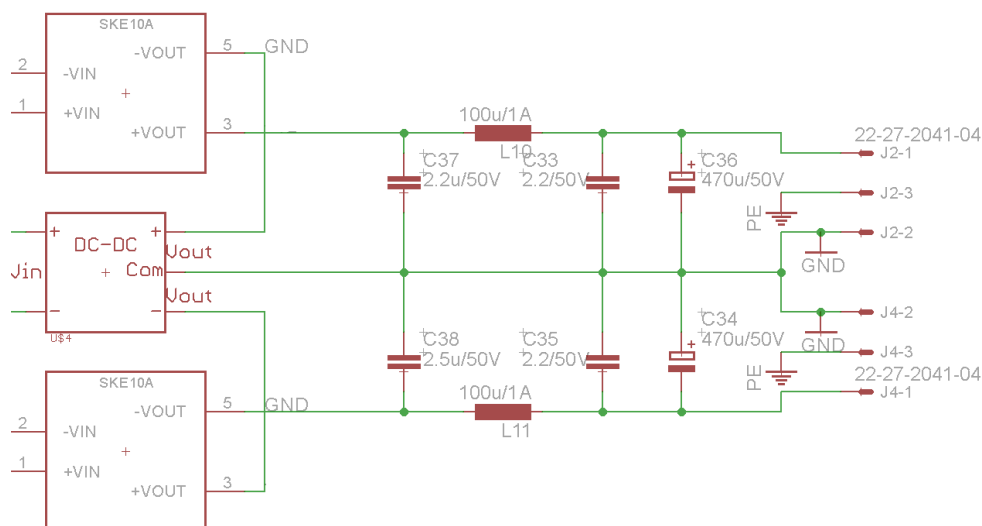 SKE10A
-VOUT
5
GND
2
-VIN
1
+VIN
+VOUT
3
100u/1A
L10
22-27-2041-04
J2-1
C37
2.2u/50V
C33
2.2/50V
C36
470u/50V
J2-3
PE
J2-2
GND
+
+
DC-DC
Vout
Com
Vin
Vout
-
-
U$4
C38
2.5u/50V
C35
2.2/50V
C34
470u/50V
J4-2
GND
J4-3
PE
22-27-2041-04
J4-1
SKE10A
-VOUT
5
GND
100u/1A
L11
2
-VIN
1
+VIN
+VOUT
3